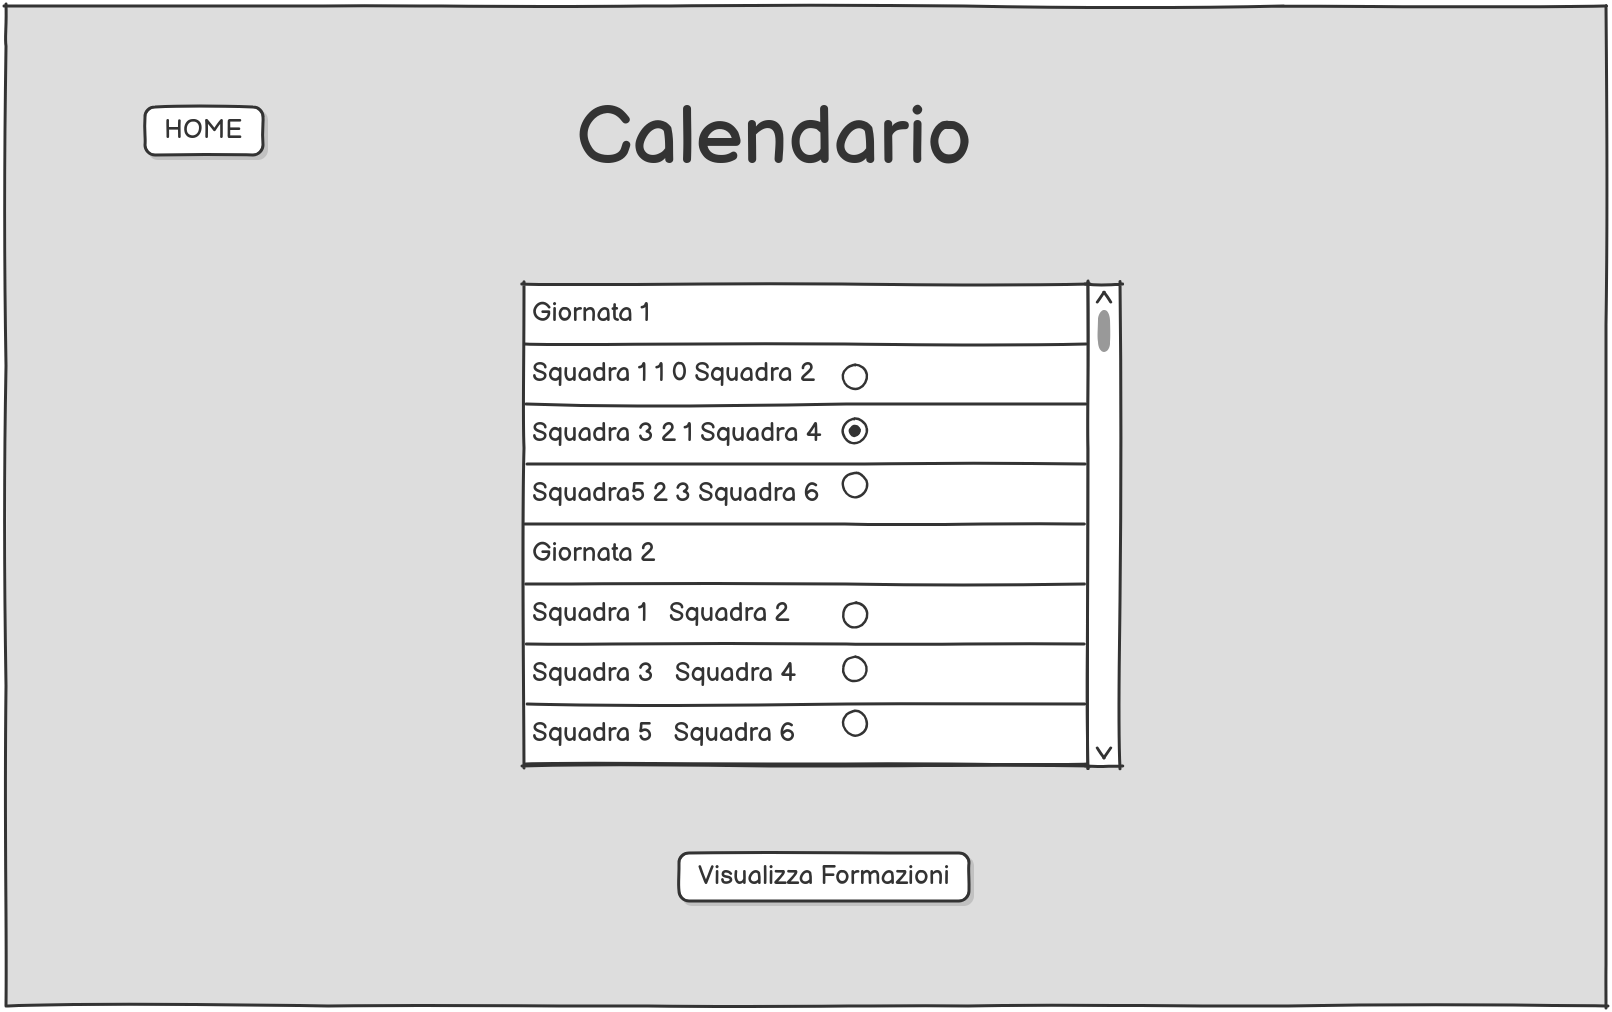 HOME
Calendario
Giornata 1
Squadra 1 1 0 Squadra 2
Squadra 3 2 1 Squadra 4
Squadra5 2 3 Squadra 6
Giornata 2
Squadra 1 Squadra 2
Squadra 3 Squadra 4
Squadra 5 Squadra 6
Visualizza Formazioni